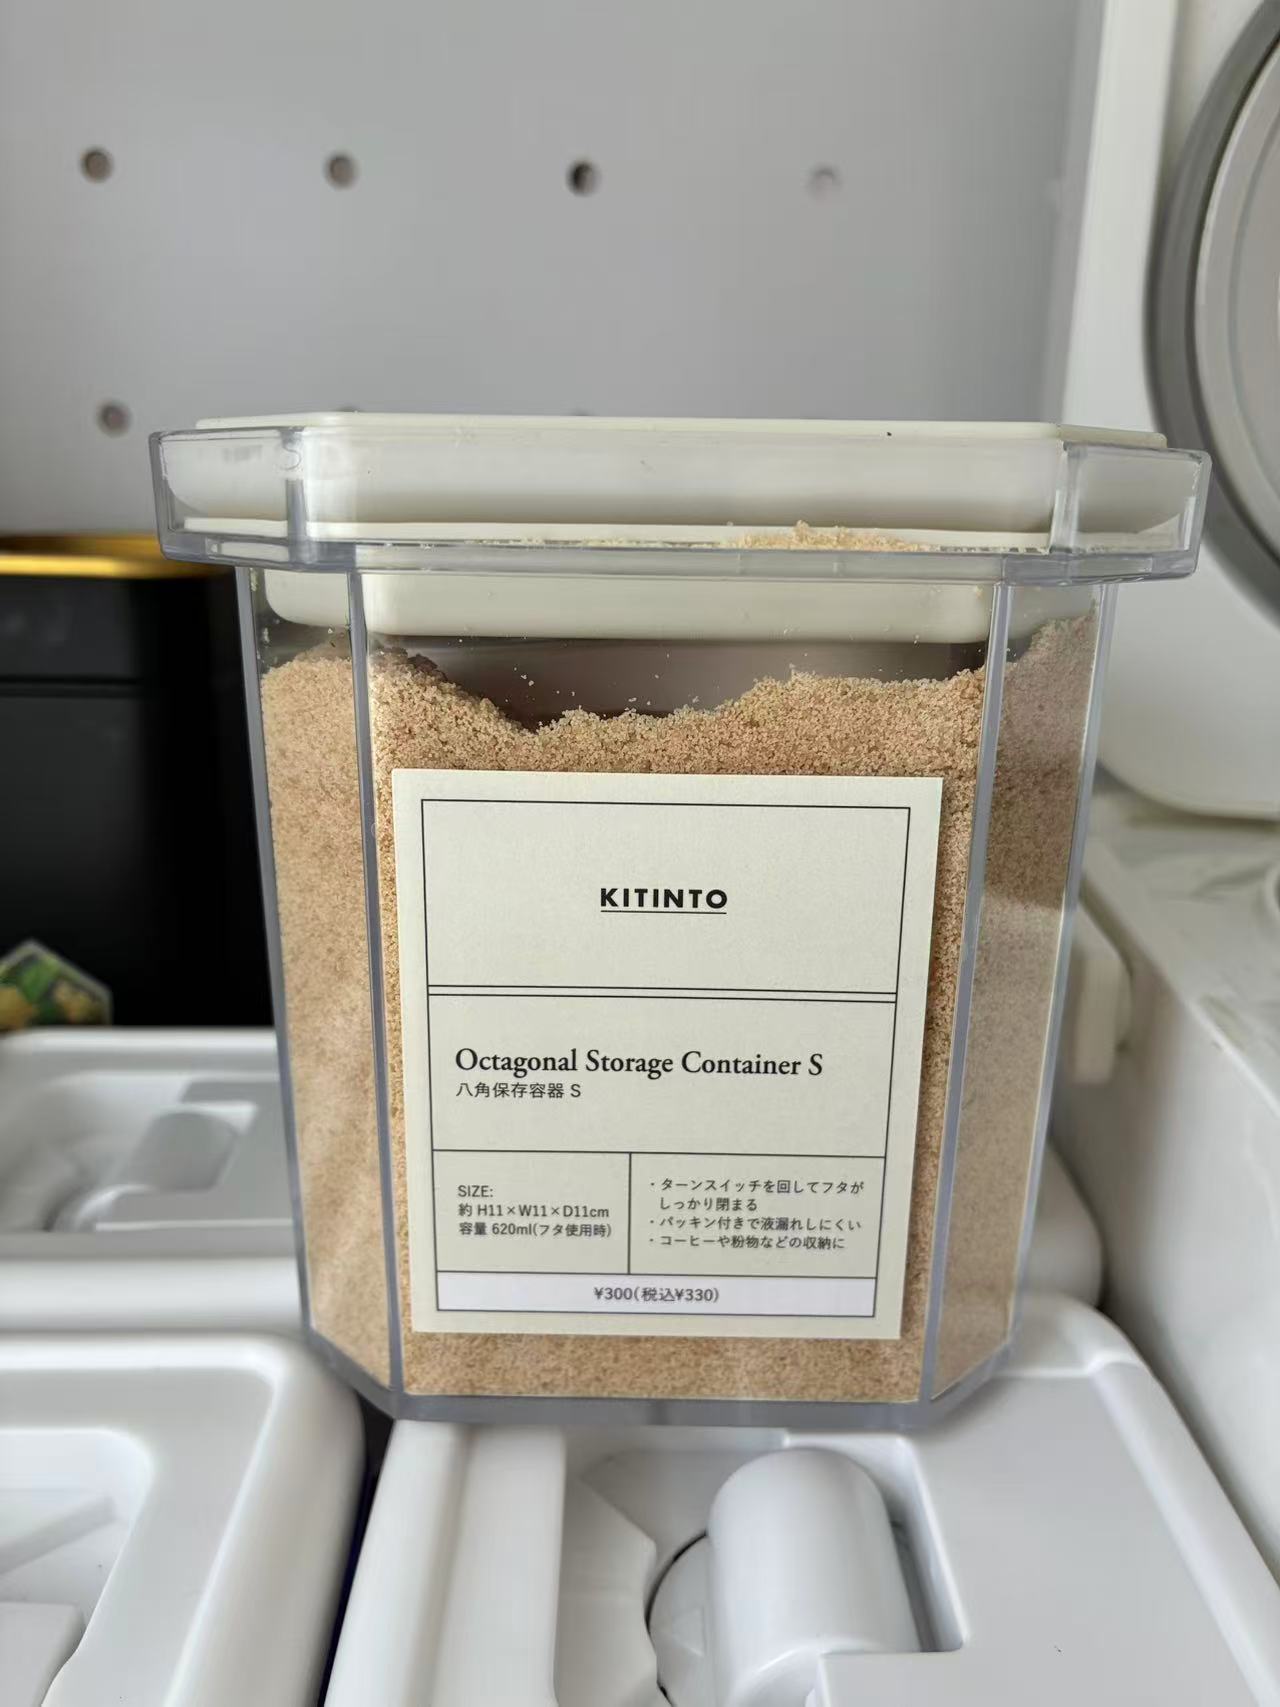 KITINTO
Octagonal Storage Container S
八角保存容器 S
SIZE:
約 H11×W11×D11cm
容量 620ml(フタ使用時)
・ターンスイッチを回してフタが
しっかり閉まる
・パッキン付きで液漏れしにくい
・コーヒーや粉物などの収納に
¥300(税込¥330)